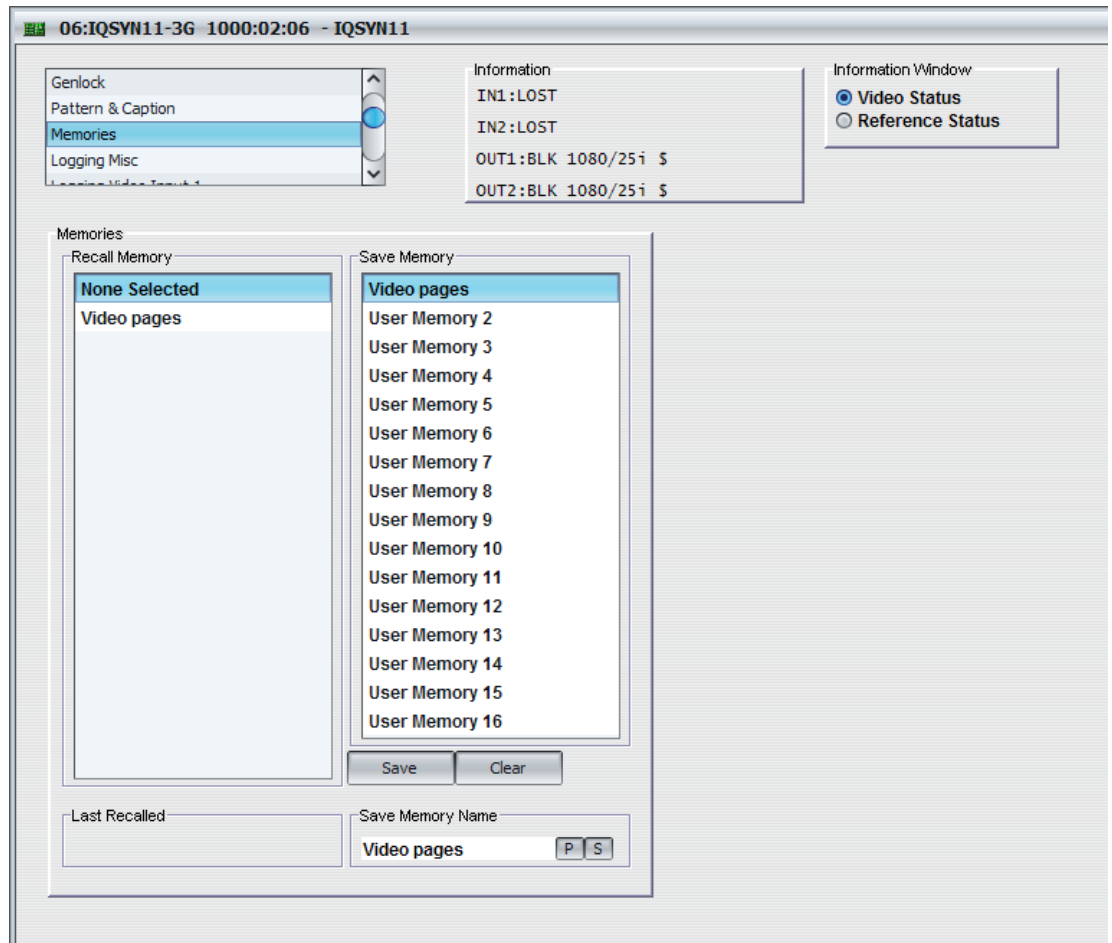 06:IQSYN11-3G 1000:02:06 - IQSYN11
Genlock
Pattern & Caption
Memories
Logging Misc
Logging Video Input 1
Information
IN1:LOST
IN2:LOST
OUT1:BLK 1080/25i $
OUT2:BLK 1080/25i $
Information Window
Video Status
Reference Status
Memories
Recall Memory
None Selected
Video pages
Save Memory
Video pages
User Memory 2
User Memory 3
User Memory 4
User Memory 5
User Memory 6
User Memory 7
User Memory 8
User Memory 9
User Memory 10
User Memory 11
User Memory 12
User Memory 13
User Memory 14
User Memory 15
User Memory 16
Save Clear
Last Recalled
Save Memory Name
Video pages P S